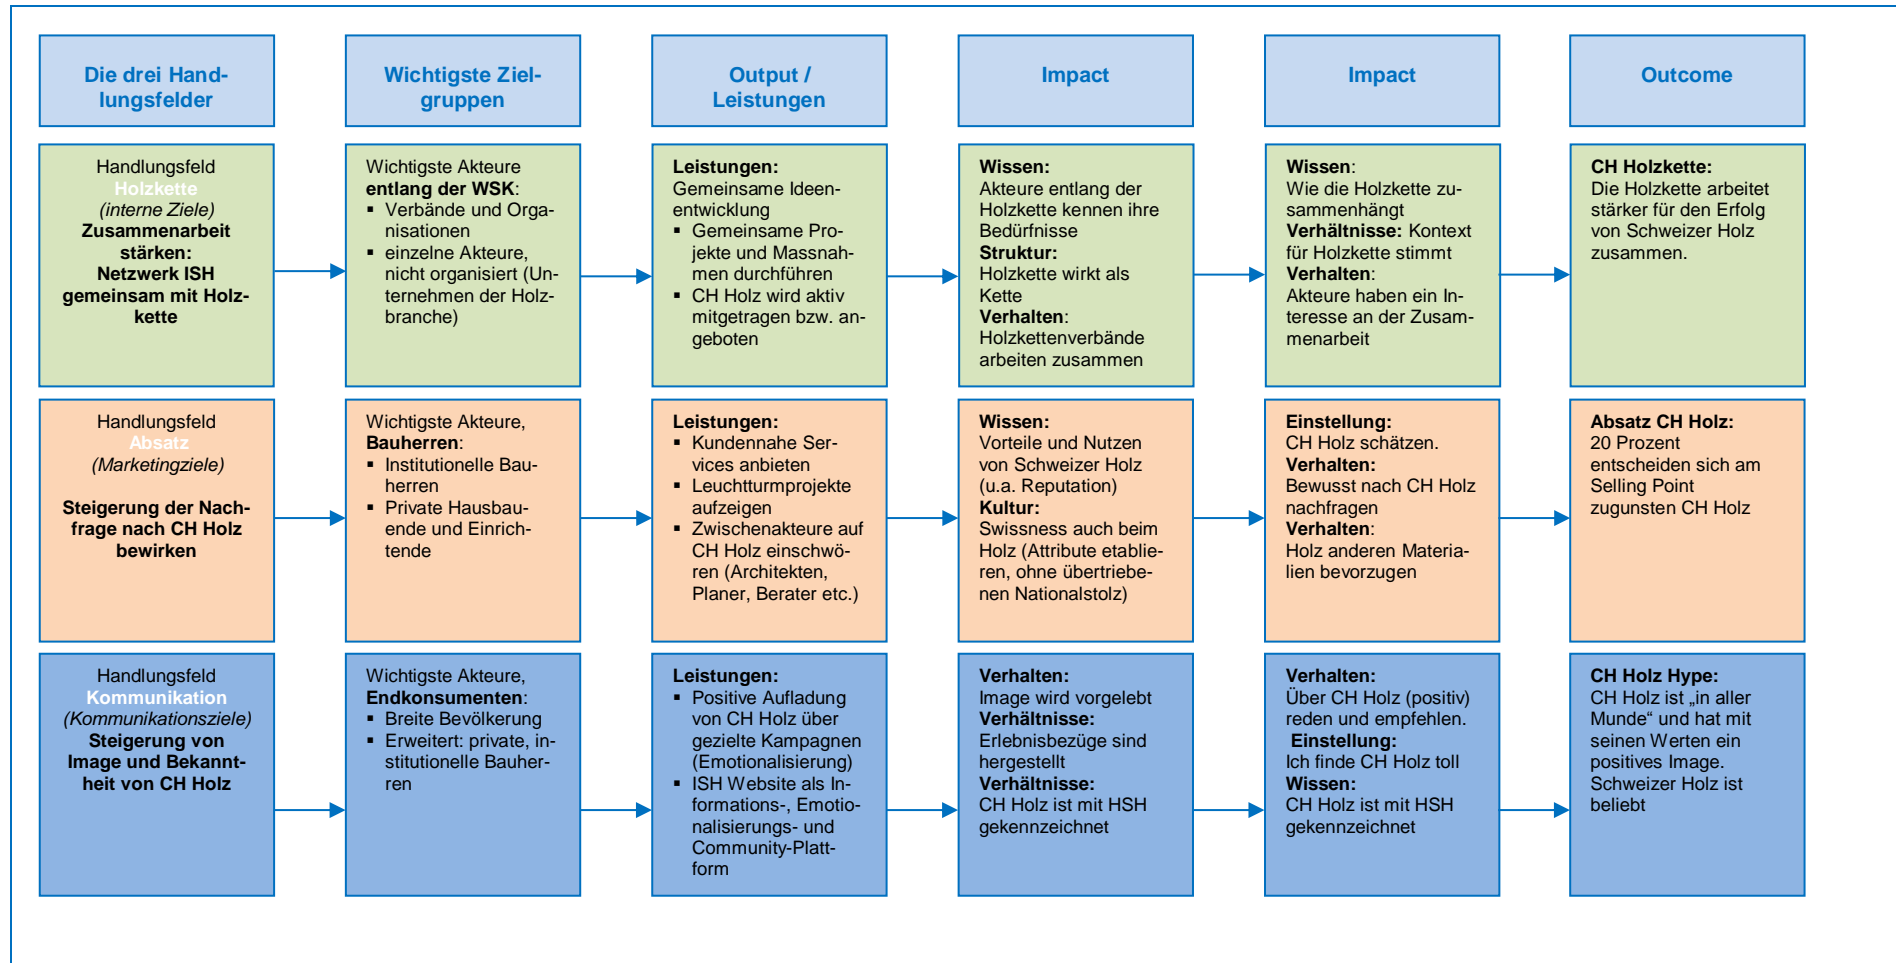 Die drei Hand-
lungsfelder
Wichtigste Ziel-
gruppen
Output /
Leistungen
Impact
Impact
Outcome
Handlungsfeld
Holzkette
(interne Ziele)
Zusammenarbeit
stärken:
Netzwerk ISH
gemeinsam mit Holz-
kette
Wichtigste Akteure
entlang der WSK:
▪ Verbände und Orga-
nisationen
▪ einzelne Akteure,
nicht organisiert (Un-
ternehmen der Holz-
branche)
Leistungen:
Gemeinsame Ideen-
entwicklung
▪ Gemeinsame Pro-
jekte und Massnah-
men durchführen
▪ CH Holz wird aktiv
mitgetragen bzw. an-
geboten
Wissen:
Akteure entlang der
Holzkette kennen ihre
Bedürfnisse
Struktur:
Holzkette wirkt als
Kette
Verhalten:
Holzkettenverbände
arbeiten zusammen
Wissen:
Wie die Holzkette zu-
sammenhängt
Verhältnisse: Kontext
für Holzkette stimmt
Verhalten:
Akteure haben ein In-
teresse an der Zusam-
menarbeit
CH Holzkette:
Die Holzkette arbeitet
stärker für den Erfolg
von Schweizer Holz
zusammen.
Handlungsfeld
Absatz
(Marketingziele)
Steigerung der Nach-
frage nach CH Holz
bewirken
Wichtigste Akteure,
Bauherren:
▪ Institutionelle Bau-
herren
▪ Private Hausbau-
ende und Einrich-
tende
Leistungen:
▪ Kundennahe Ser-
vices anbieten
▪ Leuchtturmprojekte
aufzeigen
▪ Zwischenakteure auf
CH Holz einschwö-
ren (Architekten,
Planer, Berater etc.)
Wissen:
Vorteile und Nutzen
von Schweizer Holz
(u.a. Reputation)
Kultur:
Swissness auch beim
Holz (Attribute etablie-
ren, ohne übertriebe-
nen Nationalstolz)
Einstellung:
CH Holz schätzen.
Verhalten:
Bewusst nach CH Holz
nachfragen
Verhalten:
Holz anderen Materia-
lien bevorzugen
Absatz CH Holz:
20 Prozent
entscheiden sich am
Selling Point
zugunsten CH Holz
Handlungsfeld
Kommunikation
(Kommunikationsziele)
Steigerung von
Image und Bekannt-
heit von CH Holz
Wichtigste Akteure,
Endkonsumenten:
▪ Breite Bevölkerung
▪ Erweitert: private, in-
stitutionelle Bauher-
ren
Leistungen:
▪ Positive Aufladung
von CH Holz über
gezielte Kampagnen
(Emotionalisierung)
▪ ISH Website als In-
formations-, Emotio-
nalisierungs- und
Community-Platt-
form
Verhalten:
Image wird vorgelebt
Verhältnisse:
Erlebnisbezüge sind
hergestellt
Verhältnisse:
CH Holz ist mit HSH
gekennzeichnet
Verhalten:
Über CH Holz (positiv)
reden und empfehlen.
Einstellung:
Ich finde CH Holz toll
Wissen:
CH Holz ist mit HSH
gekennzeichnet
CH Holz Hype:
CH Holz ist „in aller
Munde“ und hat mit
seinen Werten ein
positives Image.
Schweizer Holz ist
beliebt